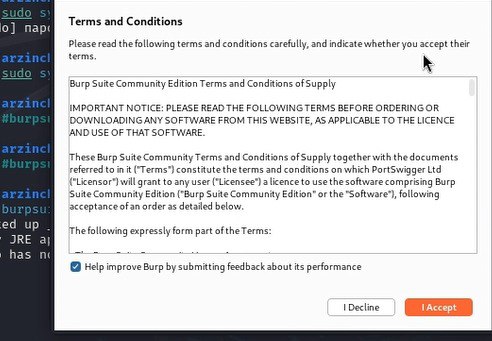 Terms and Conditions
Please read the following terms and conditions carefully, and indicate whether you accept their
terms.
Burp Suite Community Edition Terms and Conditions of Supply
IMPORTANT NOTICE: PLEASE READ THE FOLLOWING TERMS BEFORE ORDERING OR
DOWNLOADING ANY SOFTWARE FROM THIS WEBSITE, AS APPLICABLE TO THE LICENCE
AND USE OF THAT SOFTWARE.
These Burp Suite Community Terms and Conditions of Supply together with the documents
referred to in it ("Terms") constitute the terms and conditions on which PortSwigger Ltd
("Licensor") will grant to any user ("Licensee") a licence to use the software comprising Burp
Suite Community Edition ("Burp Suite Community Edition" or the "Software"), following
acceptance of an order as detailed below.
The following expressly form part of the Terms:
Help improve Burp by submitting feedback about its performance
I Decline
I Accept
sudo sy
do] napo
arzincl
sudo sy
arzincl
#burpsu
arzincl
#burpsu
arzincl
burpsui
ted up
JRE ap
o has no